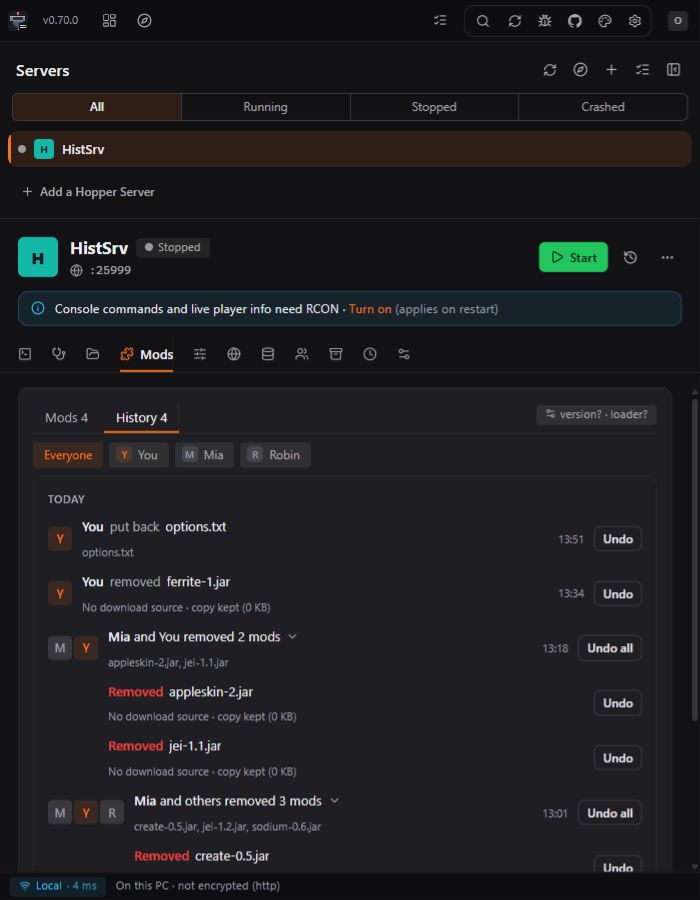 v0.70.0
O
Servers
All
Running
Stopped
Crashed
H
HistSrv
+ Add a Hopper Server
H
HistSrv
Stopped
:25999
Start
Console commands and live player info need RCON · Turn on (applies on restart)
Mods
Mods 4
History 4
version? · loader?
Everyone
Y You
M Mia
R Robin
TODAY
Y
You put back options.txt
options.txt
13:51
Undo
Y
You removed ferrite-1.jar
No download source · copy kept (0 KB)
13:34
Undo
M Y
Mia and You removed 2 mods
appleskin-2.jar, jei-1.1.jar
13:18
Undo all
Removed appleskin-2.jar
No download source · copy kept (0 KB)
Undo
Removed jei-1.1.jar
No download source · copy kept (0 KB)
Undo
M Y R
Mia and others removed 3 mods
create-0.5.jar, jei-1.2.jar, sodium-0.6.jar
13:01
Undo all
Removed create-0.5.jar
Undo
Local · 4 ms
On this PC · not encrypted (http)